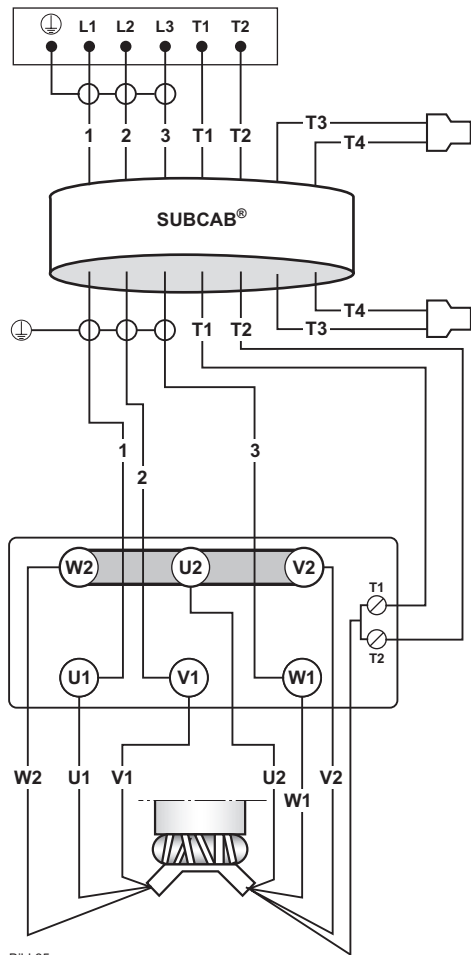 L1 L2 L3 T1 T2
1 2 3 T1 T2 T3
T4
SUBCAB®
T1 T2 T4
T3
1
2
3
W2 U2 V2
T1
T2
U1 V1 W1
W2 U1 V1 U2 V2
W1